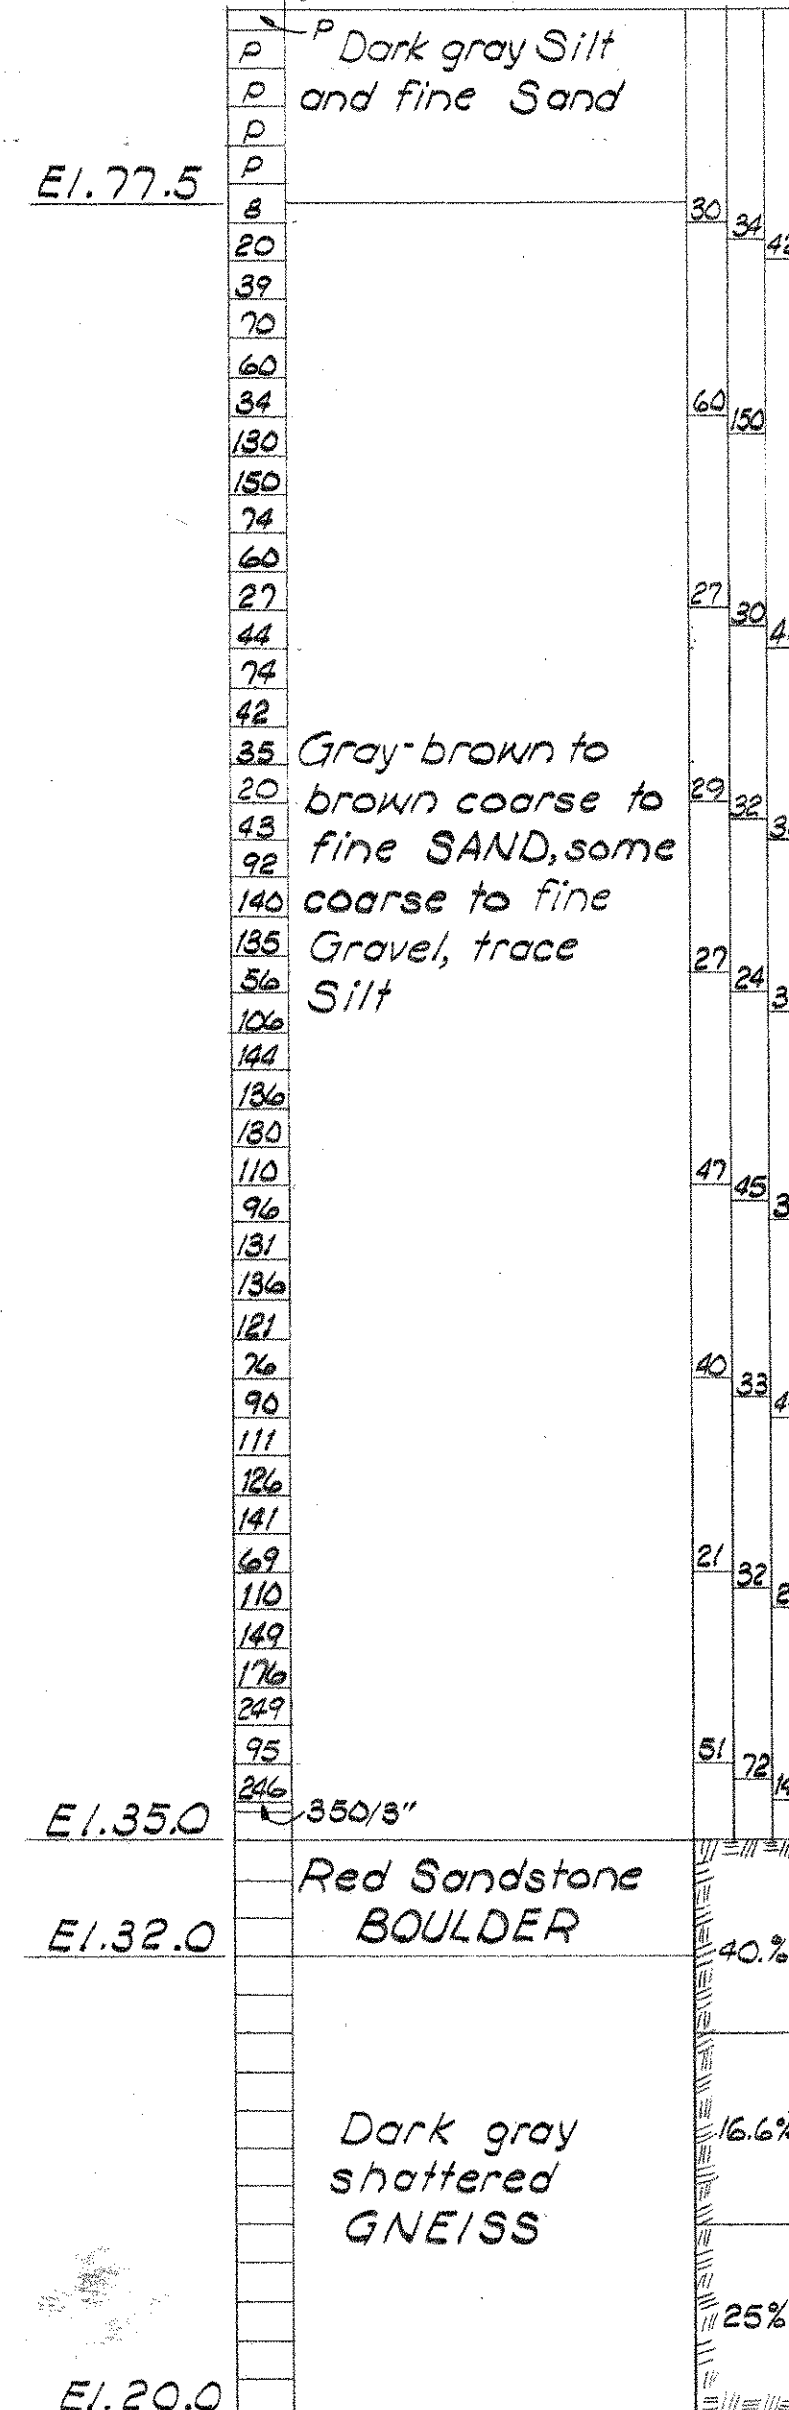 P
P Dark gray Silt
P and fine Sand
P
P
El. 77.5
8 30
20 34
39
70
60
34 60
130 150
150
74
60
27 27
44 30
74
42
35 Gray-brown to
20 brown coarse to 29
43 fine SAND, some 32
92
140 coarse to fine
135 Gravel, trace 27
56 Silt 24
106
144
136
130
110 47
96 45
131
136
121
76 40
90 33
111
126
141
69 21
110 32
149
176
249
95 51
246 72
350/3"
El. 35.0
Red Sandstone
BOULDER
El. 32.0
40.%
Dark gray 16.6%
shattered
GNEISS
25%
El. 20.0